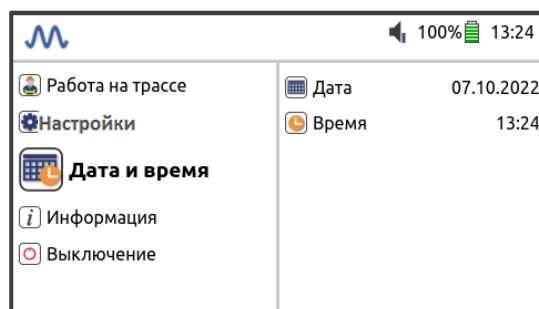 100% 13:24
Работа на трассе
Настройки
Дата и время
Информация
Выключение
Дата 07.10.2022
Время 13:24